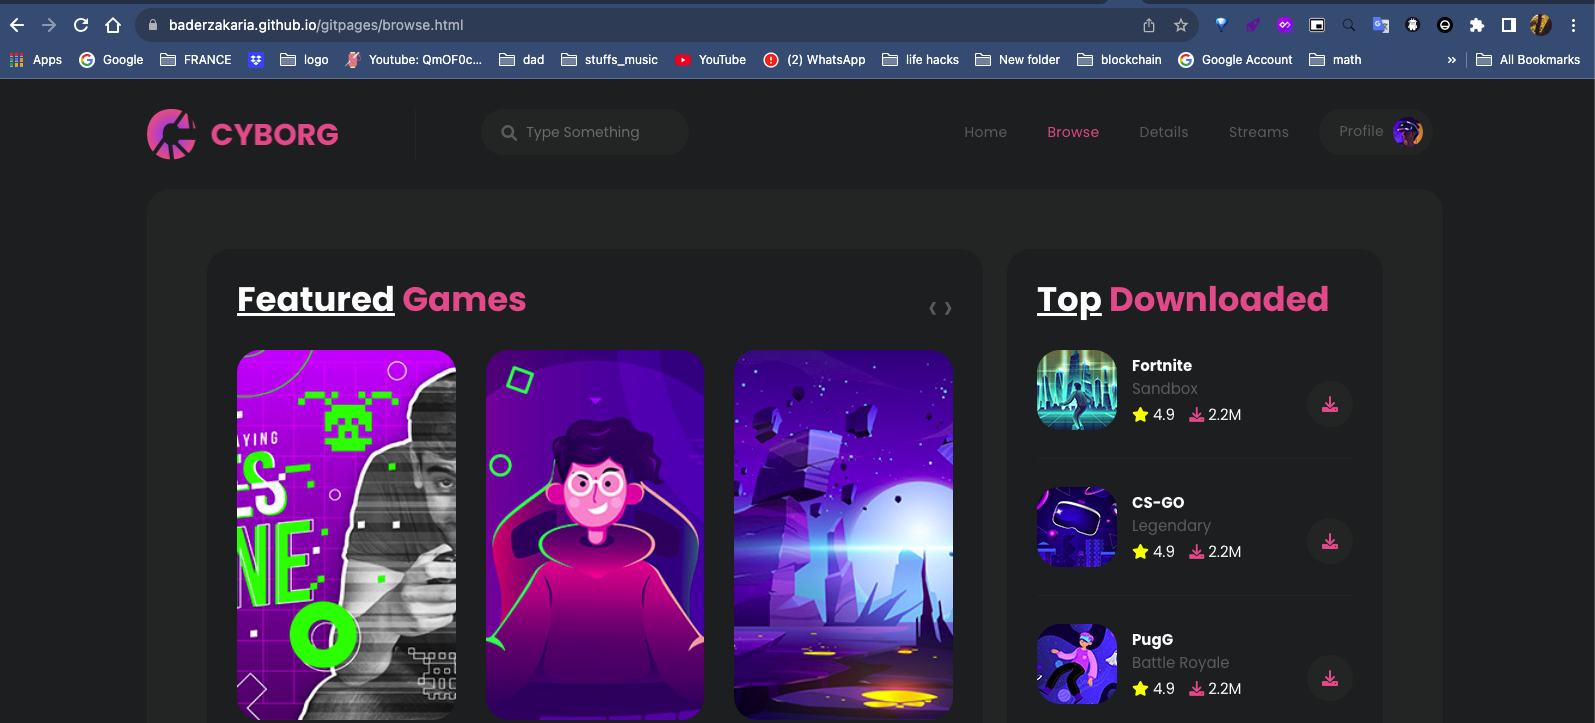 baderzakaria.github.io/gitpages/browse.html
Apps Google FRANCE logo Youtube: QmOF0c... dad stuffs_music YouTube (2) WhatsApp life hacks New folder blockchain Google Account math » All Bookmarks
CYBORG Type Something Home Browse Details Streams Profile
Featured Games
AYING
ES
NE
Top Downloaded
Fortnite
Sandbox
4.9 2.2M
CS-GO
Legendary
4.9 2.2M
PugG
Battle Royale
4.9 2.2M